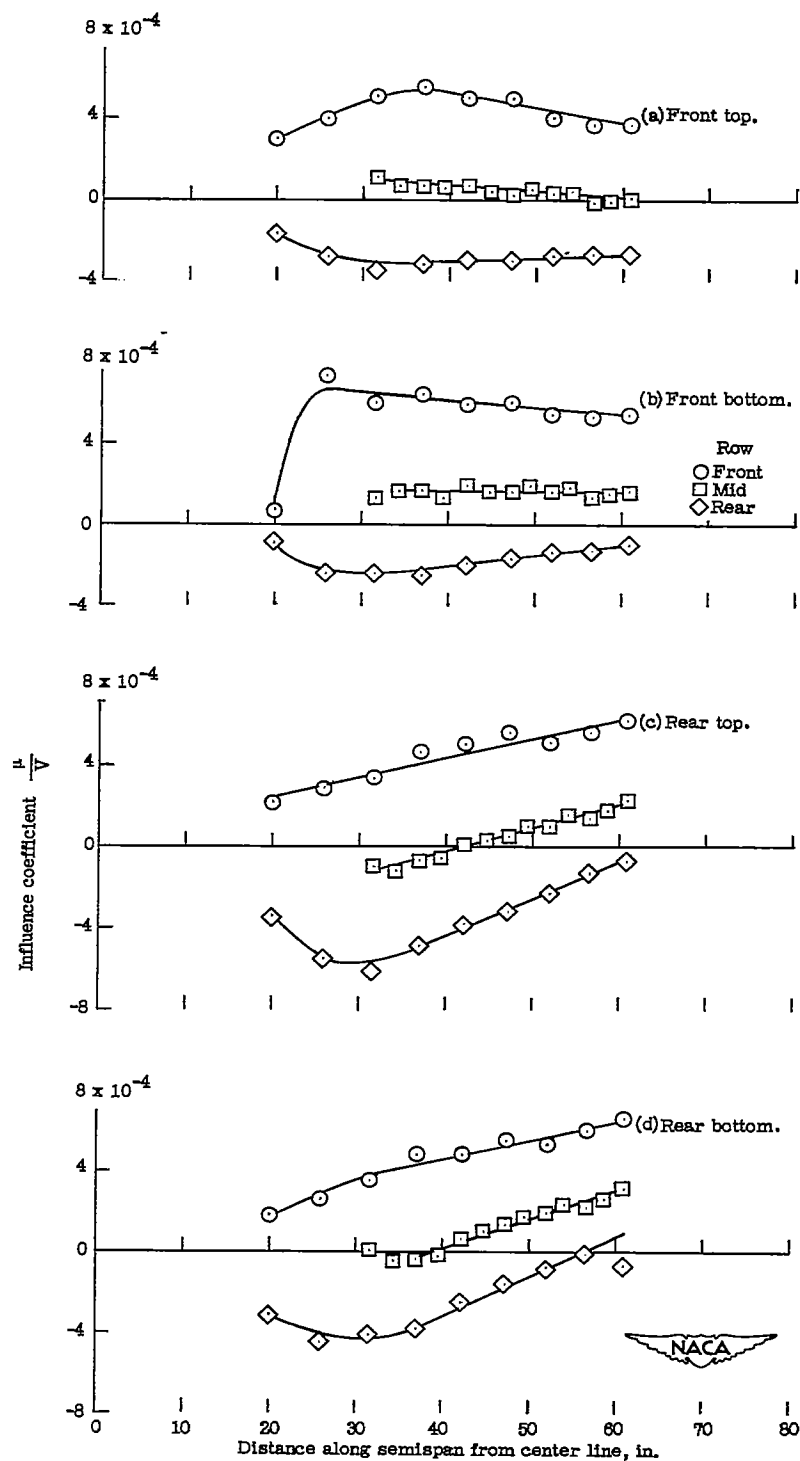 8 x 10⁻⁴
4
0
-4
(a) Front top.
8 x 10⁻⁴
4
0
-4
(b) Front bottom.
Row
Front
Mid
Rear
8 x 10⁻⁴
4
0
-4
-8
(c) Rear top.
Influence coefficient μ/V
8 x 10⁻⁴
4
0
-4
-8
(d) Rear bottom.
NACA
0 10 20 30 40 50 60 70 80
Distance along semispan from center line, in.